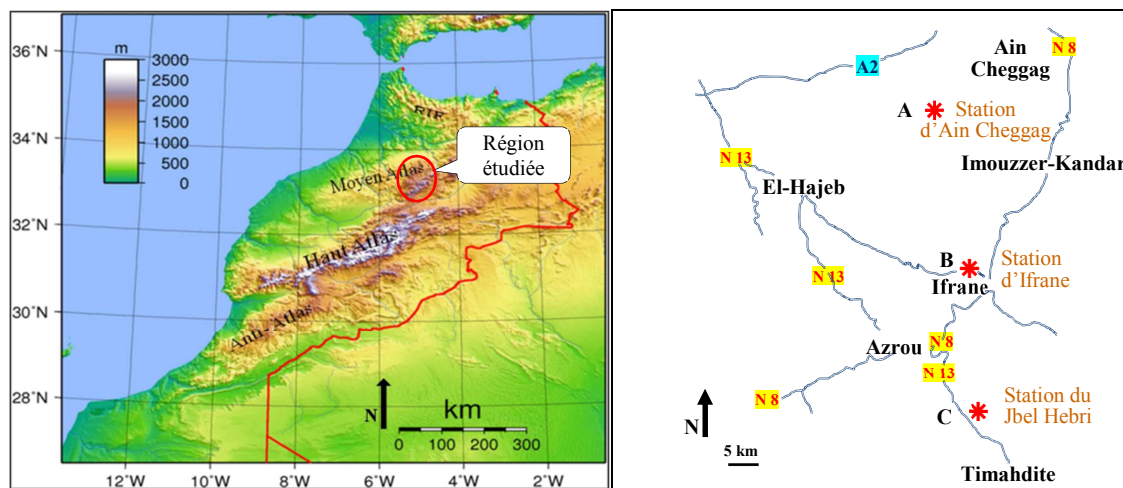 36°N
34°N
32°N
30°N
28°N
m
3000
2500
2000
1500
1000
500
0
RIF
Moyen Atlas
Région
étudiée
Haut Atlas
Anti-Atlas
N
km
0 100 200 300
12°W 10°W 8°W 6°W 4°W 2°W
Ain
Cheggag
N 8
A2
A
Station
d'Ain Cheggag
N 13
Imouzzer-Kandar
El-Hajeb
B
Ifrane
Station
d'Ifrane
N 13
Azrou
N 8
N 13
N 8
Station du
Jbel Hebri
C
N
5 km
Timahdite